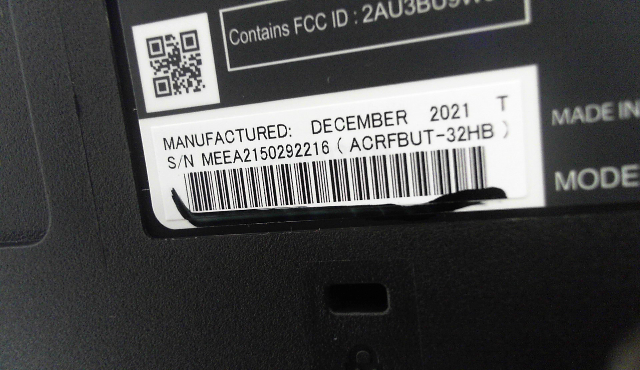 Contains FCC ID : 2AU3BU9W
MANUFACTURED: DECEMBER 2021 T
S/N MEEA2150292216 ( ACRFBUT-32HB )
MADE IN
MODE